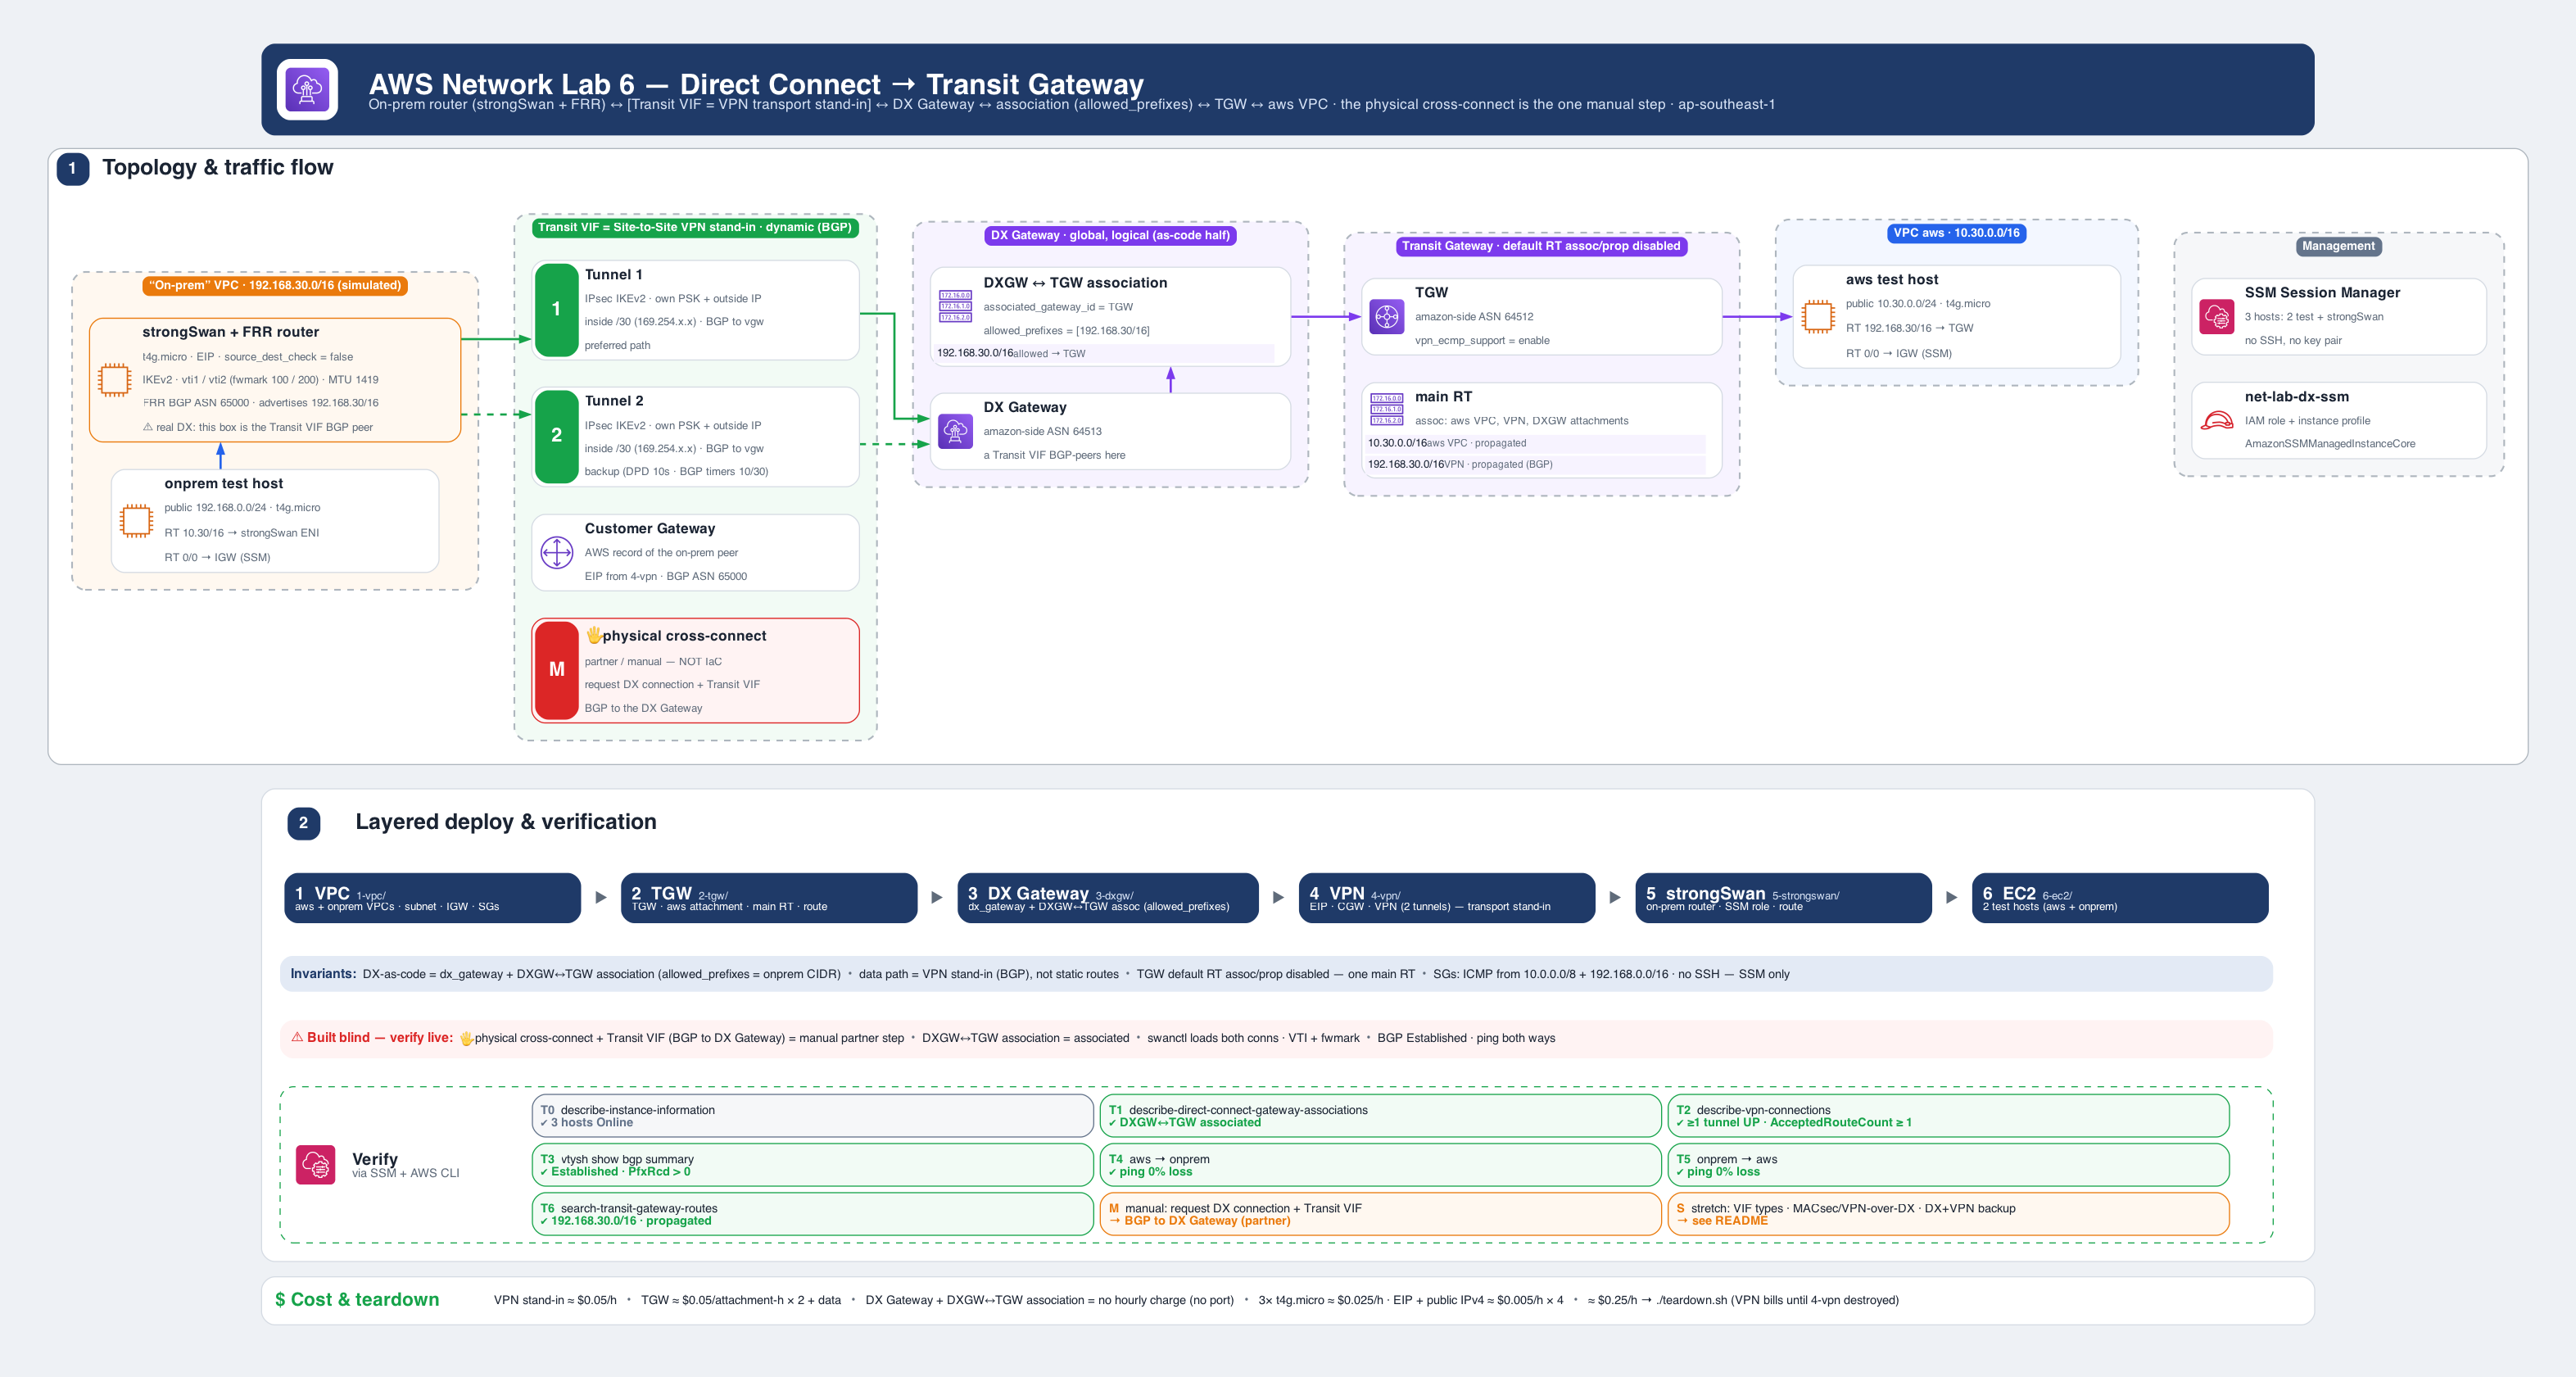 AWS Network Lab 6 — Direct Connect → Transit Gateway
On-prem router (strongSwan + FRR) ↔ [Transit VIF = VPN transport stand-in] ↔ DX Gateway ↔ association (allowed_prefixes) ↔ TGW ↔ aws VPC · the physical cross-connect is the one manual step · ap-southeast-1
1 Topology & traffic flow
"On-prem" VPC · 192.168.30.0/16 (simulated)
strongSwan + FRR router
t4g.micro · EIP · source_dest_check = false
IKEv2 · vti1 / vti2 (fwmark 100 / 200) · MTU 1419
FRR BGP ASN 65000 · advertises 192.168.30/16
⚠ real DX: this box is the Transit VIF BGP peer
onprem test host
public 192.168.0.0/24 · t4g.micro
RT 10.30/16 → strongSwan ENI
RT 0/0 → IGW (SSM)
Transit VIF = Site-to-Site VPN stand-in · dynamic (BGP)
1
Tunnel 1
IPsec IKEv2 · own PSK + outside IP
inside /30 (169.254.x.x) · BGP to vgw
preferred path
2
Tunnel 2
IPsec IKEv2 · own PSK + outside IP
inside /30 (169.254.x.x) · BGP to vgw
backup (DPD 10s · BGP timers 10/30)
Customer Gateway
AWS record of the on-prem peer
EIP from 4-vpn · BGP ASN 65000
M
🖐physical cross-connect
partner / manual — NOT IaC
request DX connection + Transit VIF
BGP to the DX Gateway
DX Gateway · global, logical (as-code half)
172.16.0.0
172.16.1.0
172.16.2.0
DXGW ↔ TGW association
associated_gateway_id = TGW
allowed_prefixes = [192.168.30/16]
192.168.30.0/16allowed → TGW
DX Gateway
amazon-side ASN 64513
a Transit VIF BGP-peers here
Transit Gateway · default RT assoc/prop disabled
TGW
amazon-side ASN 64512
vpn_ecmp_support = enable
172.16.0.0
172.16.1.0
172.16.2.0
main RT
assoc: aws VPC, VPN, DXGW attachments
10.30.0.0/16aws VPC · propagated
192.168.30.0/16VPN · propagated (BGP)
VPC aws · 10.30.0.0/16
aws test host
public 10.30.0.0/24 · t4g.micro
RT 192.168.30/16 → TGW
RT 0/0 → IGW (SSM)
Management
SSM Session Manager
3 hosts: 2 test + strongSwan
no SSH, no key pair
net-lab-dx-ssm
IAM role + instance profile
AmazonSSMManagedInstanceCore
2 Layered deploy & verification
1 VPC 1-vpc/
aws + onprem VPCs · subnet · IGW · SGs
2 TGW 2-tgw/
TGW · aws attachment · main RT · route
3 DX Gateway 3-dxgw/
dx_gateway + DXGW↔TGW assoc (allowed_prefixes)
4 VPN 4-vpn/
EIP · CGW · VPN (2 tunnels) — transport stand-in
5 strongSwan 5-strongswan/
on-prem router · SSM role · route
6 EC2 6-ec2/
2 test hosts (aws + onprem)
Invariants: DX-as-code = dx_gateway + DXGW↔TGW association (allowed_prefixes = onprem CIDR) • data path = VPN stand-in (BGP), not static routes • TGW default RT assoc/prop disabled — one main RT • SGs: ICMP from 10.0.0.0/8 + 192.168.0.0/16 · no SSH — SSM only
⚠ Built blind — verify live: 🖐physical cross-connect + Transit VIF (BGP to DX Gateway) = manual partner step • DXGW↔TGW association = associated • swanctl loads both conns · VTI + fwmark • BGP Established · ping both ways
Verify
via SSM + AWS CLI
T0 describe-instance-information
✓ 3 hosts Online
T1 describe-direct-connect-gateway-associations
✓ DXGW↔TGW associated
T2 describe-vpn-connections
✓ ≥1 tunnel UP · AcceptedRouteCount ≥ 1
T3 vtysh show bgp summary
✓ Established · PfxRcd > 0
T4 aws → onprem
✓ ping 0% loss
T5 onprem → aws
✓ ping 0% loss
T6 search-transit-gateway-routes
✓ 192.168.30.0/16 · propagated
M manual: request DX connection + Transit VIF
→ BGP to DX Gateway (partner)
S stretch: VIF types · MACsec/VPN-over-DX · DX+VPN backup
→ see README
$ Cost & teardown VPN stand-in ≈ $0.05/h • TGW ≈ $0.05/attachment-h × 2 + data • DX Gateway + DXGW↔TGW association = no hourly charge (no port) • 3× t4g.micro ≈ $0.025/h · EIP + public IPv4 ≈ $0.005/h × 4 • ≈ $0.25/h → ./teardown.sh (VPN bills until 4-vpn destroyed)